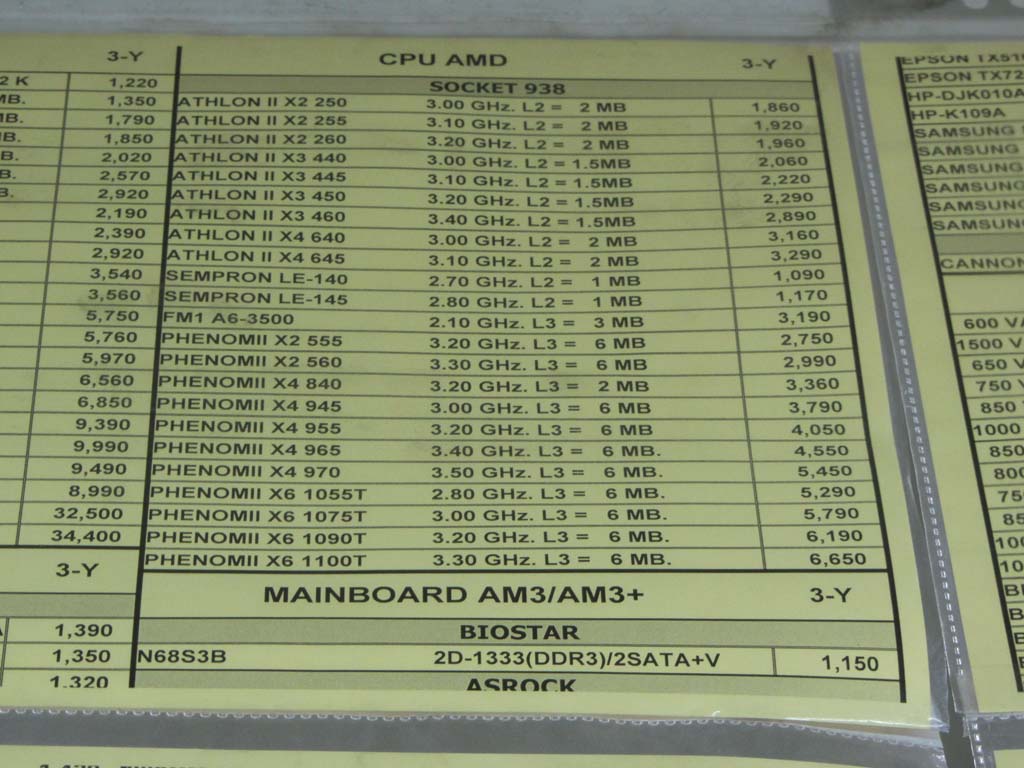 3-Y
2 K 1,220
MB. 1,350
MB. 1,790
B. 1,850
B. 2,020
B. 2,570
B. 2,920
2,190
2,390
2,920
3,540
3,560
5,750
5,760
5,970
6,560
6,850
9,390
9,990
9,490
8,990
32,500
34,400
3-Y
1,390
1,350
1,320
CPU AMD 3-Y
SOCKET 938
ATHLON II X2 250 3.00 GHz. L2 = 2 MB 1,860
ATHLON II X2 255 3.10 GHz. L2 = 2 MB 1,920
ATHLON II X2 260 3.20 GHz. L2 = 2 MB 1,960
ATHLON II X3 440 3.00 GHz. L2 = 1.5MB 2,060
ATHLON II X3 445 3.10 GHz. L2 = 1.5MB 2,220
ATHLON II X3 450 3.20 GHz. L2 = 1.5MB 2,290
ATHLON II X3 460 3.40 GHz. L2 = 1.5MB 2,890
ATHLON II X4 640 3.00 GHz. L2 = 2 MB 3,160
ATHLON II X4 645 3.10 GHz. L2 = 2 MB 3,290
SEMPRON LE-140 2.70 GHz. L2 = 1 MB 1,090
SEMPRON LE-145 2.80 GHz. L2 = 1 MB 1,170
FM1 A6-3500 2.10 GHz. L3 = 3 MB 3,190
PHENOMII X2 555 3.20 GHz. L3 = 6 MB 2,750
PHENOMII X2 560 3.30 GHz. L3 = 6 MB 2,990
PHENOMII X4 840 3.20 GHz. L3 = 2 MB 3,360
PHENOMII X4 945 3.00 GHz. L3 = 6 MB 3,790
PHENOMII X4 955 3.20 GHz. L3 = 6 MB 4,050
PHENOMII X4 965 3.40 GHz. L3 = 6 MB. 4,550
PHENOMII X4 970 3.50 GHz. L3 = 6 MB. 5,450
PHENOMII X6 1055T 2.80 GHz. L3 = 6 MB. 5,290
PHENOMII X6 1075T 3.00 GHz. L3 = 6 MB. 5,790
PHENOMII X6 1090T 3.20 GHz. L3 = 6 MB. 6,190
PHENOMII X6 1100T 3.30 GHz. L3 = 6 MB. 6,650
MAINBOARD AM3/AM3+ 3-Y
BIOSTAR
N68S3B 2D-1333(DDR3)/2SATA+V 1,150
ASROCK
EPSON TX51
EPSON TX72
HP-DJK010A
HP-K109A
SAMSUNG
SAMSUNG
SAMSUNG
SAMSUNG
SAMSUNG
SAMSUNG
CANNON
600 VA
1500 V
650 V
750 V
850
1000
850
800